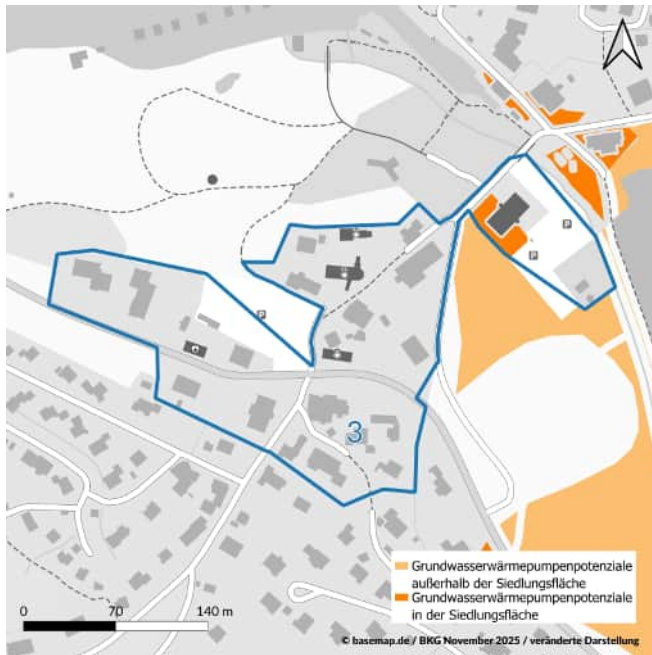 P
P
P
3
Grundwasserwärmepumpenpotenziale
außerhalb der Siedlungsfläche
Grundwasserwärmepumpenpotenziale
in der Siedlungsfläche
0 70 140 m
© basemap.de / BKG November 2025 / veränderte Darstellung